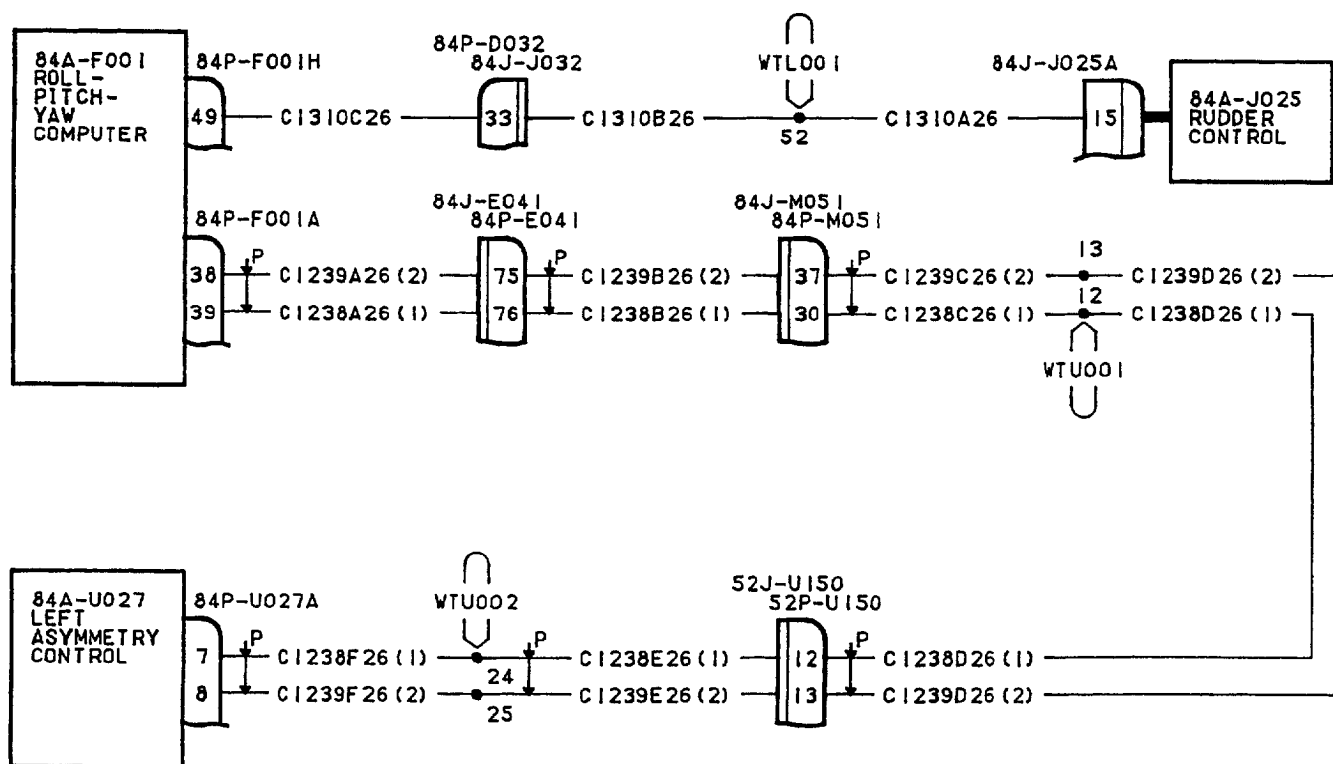 84A-F001
ROLL-
PITCH-
YAW
COMPUTER
84P-F001H
49
C1310C26
84P-D032
84J-J032
33
C1310B26
WTL001
52
C1310A26
84J-J025A
15
84A-J025
RUDDER
CONTROL
84P-F001A
38
39
P
C1239A26(2)
C1238A26(1)
84J-E041
84P-E041
75
76
P
C1239B26(2)
C1238B26(1)
84J-M051
84P-M051
37
30
P
C1239C26(2)
C1238C26(1)
13
12
WTU001
C1239D26(2)
C1238D26(1)
84A-U027
LEFT
ASYMMETRY
CONTROL
84P-U027A
7
8
P
C1238F26(1)
C1239F26(2)
WTU002
24
25
P
C1238E26(1)
C1239E26(2)
52J-U150
52P-U150
12
13
P
C1238D26(1)
C1239D26(2)